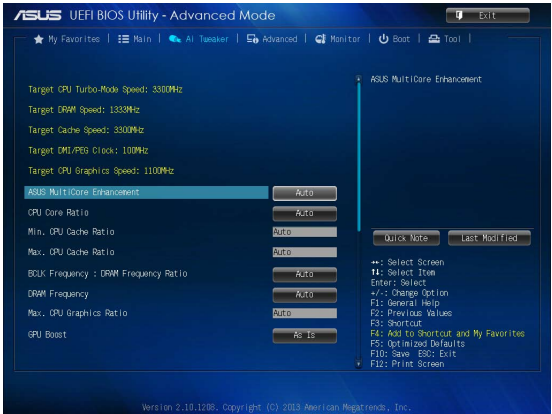 ASUS UEFI BIOS Utility - Advanced Mode
Exit
My Favorites | Main | Ai Tweaker | Advanced | Monitor | Boot | Tool |
Target CPU Turbo-Mode Speed: 3300MHz
Target DRAM Speed: 1333MHz
Target Cache Speed: 3300MHz
Target DMI/PEG Clock: 100MHz
Target CPU Graphics Speed: 1100MHz
ASUS MultiCore Enhancement Auto
CPU Core Ratio Auto
Min. CPU Cache Ratio Auto
Max. CPU Cache Ratio Auto
BCLK Frequency : DRAM Frequency Ratio Auto
DRAM Frequency Auto
Max. CPU Graphics Ratio Auto
GPU Boost As Is
ASUS MultiCore Enhancement
Quick Note Last Modified
→←: Select Screen
↑↓: Select Item
Enter: Select
+/-: Change Option
F1: General Help
F2: Previous Values
F3: Shortcut
F4: Add to Shortcut and My Favorites
F5: Optimized Defaults
F10: Save ESC: Exit
F12: Print Screen
Version 2.10.1208. Copyright (C) 2013 American Megatrends, Inc.